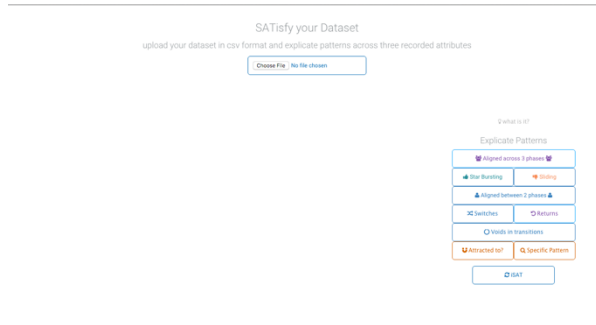 SATisfy your Dataset
upload your dataset in csv format and explicate patterns across three recorded attributes
Choose File No file chosen
what is it?
Explicate Patterns
Aligned across 3 phases
Star Bursting
Sliding
Aligned between 2 phases
Switches
Returns
Voids in transitions
Attracted to?
Specific Pattern
iSAT